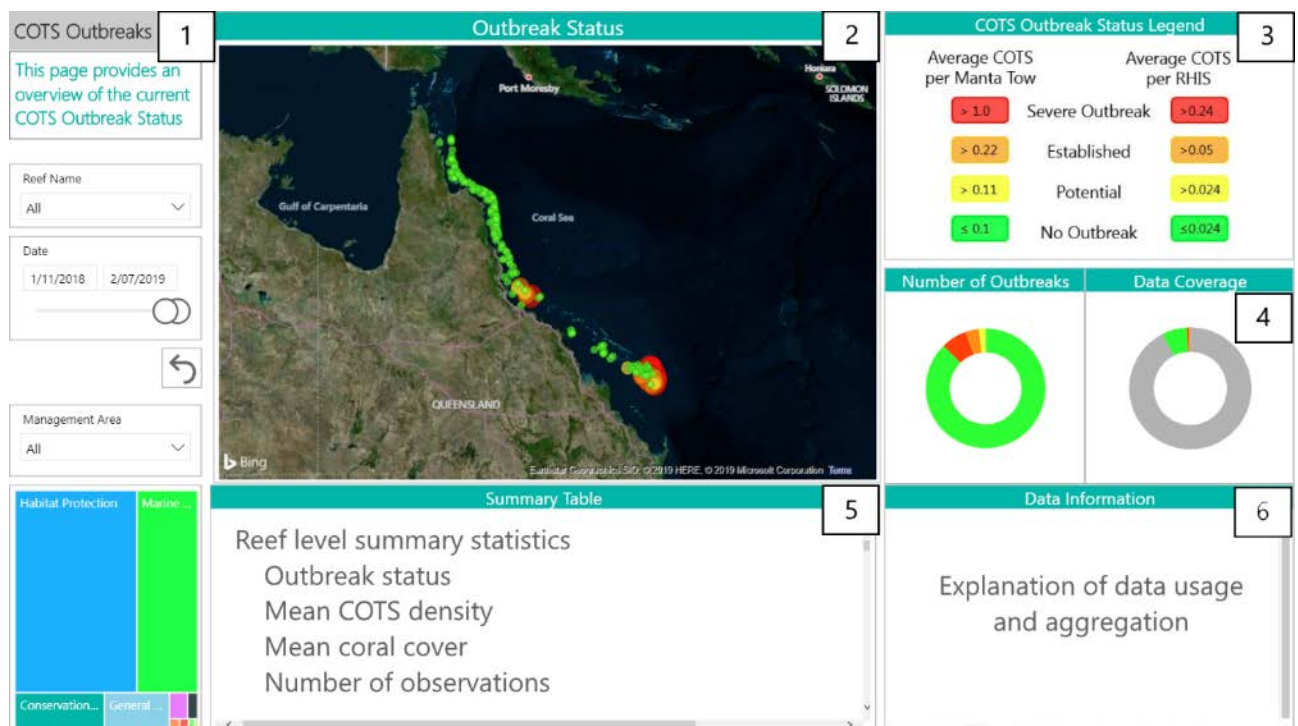 COTS Outbreaks
1
This page provides an
overview of the current
COTS Outbreak Status
Reef Name
All
Date
1/11/2018 2/07/2019
Management Area
All
Habitat Protection
Marine ...
Conservation...
General ...
Outbreak Status
2
Port Moresby
Honiara
SOLOMON
ISLANDS
Gulf of Carpentaria
Coral Sea
QUEENSLAND
Bing
Earthstar Geographics SIO, © 2019 HERE, © 2019 Microsoft Corporation Terms
COTS Outbreak Status Legend
3
Average COTS
per Manta Tow
Average COTS
per RHIS
> 1.0 Severe Outbreak >0.24
> 0.22 Established >0.05
> 0.11 Potential >0.024
≤ 0.1 No Outbreak ≤0.024
Number of Outbreaks
Data Coverage
4
Summary Table
5
Reef level summary statistics
Outbreak status
Mean COTS density
Mean coral cover
Number of observations
Data Information
6
Explanation of data usage
and aggregation